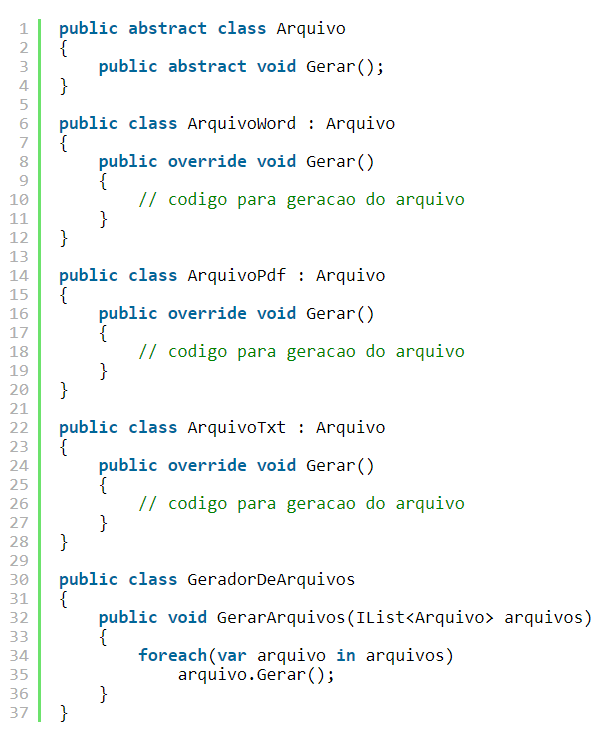 1 public abstract class Arquivo
2 {
3 public abstract void Gerar();
4 }
5
6 public class ArquivoWord : Arquivo
7 {
8 public override void Gerar()
9 {
10 // codigo para geracao do arquivo
11 }
12 }
13
14 public class ArquivoPdf : Arquivo
15 {
16 public override void Gerar()
17 {
18 // codigo para geracao do arquivo
19 }
20 }
21
22 public class ArquivoTxt : Arquivo
23 {
24 public override void Gerar()
25 {
26 // codigo para geracao do arquivo
27 }
28 }
29
30 public class GeradorDeArquivos
31 {
32 public void GerarArquivos(IList<Arquivo> arquivos)
33 {
34 foreach(var arquivo in arquivos)
35 arquivo.Gerar();
36 }
37 }